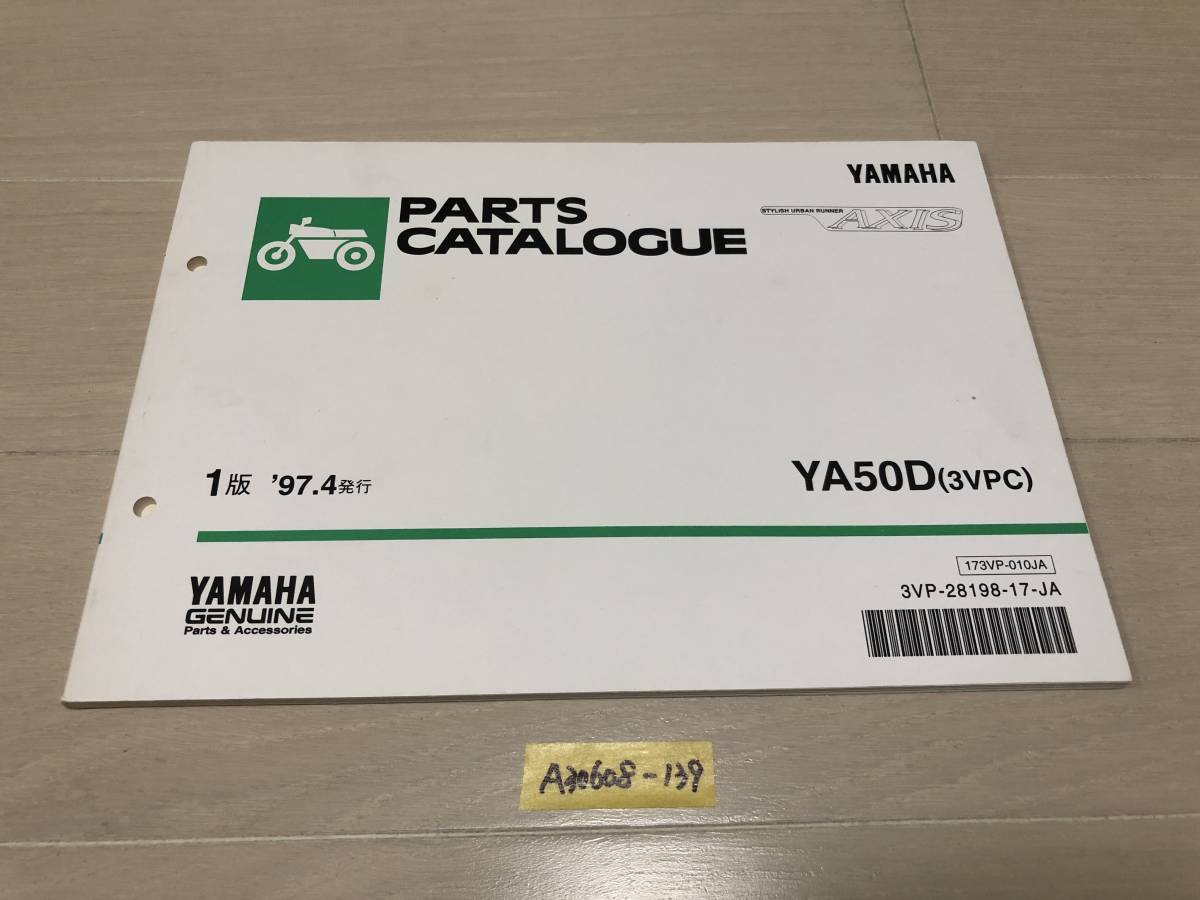 YAMAHA
PARTS
CATALOGUE
STYLISH URBAN RUNNER
AXIS
1版 '97.4発行
YA50D(3VPC)
173VP-010JA
3VP-28198-17-JA
YAMAHA
GENUINE
Parts & Accessories
A30608-139